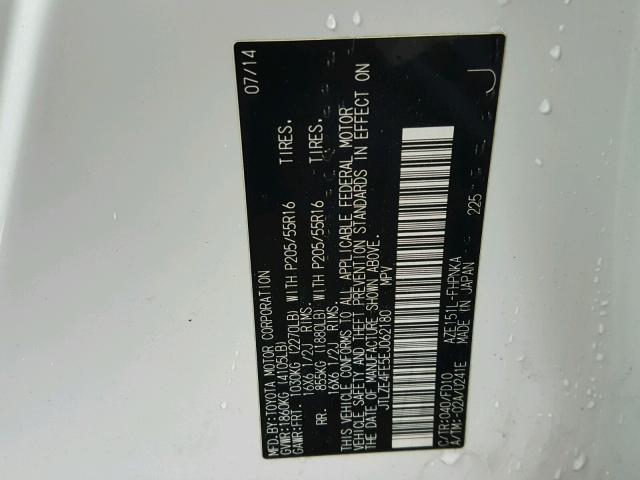 MFD.BY:TOYOTA MOTOR CORPORATION 07/14
GVWR:1860KG (4105LB)
GAWR:FRT. 1030KG (2270LB) WITH P205/55R16 TIRES.
16X6 1/2J RIMS.
RR. 855KG (1880LB) WITH P205/55R16 TIRES.
16X6 1/2J RIMS.
THIS VEHICLE CONFORMS TO ALL APPLICABLE FEDERAL MOTOR
VEHICLE SAFETY AND THEFT PREVENTION STANDARDS IN EFFECT ON
THE DATE OF MANUFACTURE SHOWN ABOVE.
JTLZE4FE5EJ062180 MPV
C/TR:040/FD10 AZE151L-FHPNKA
A/TM:-02A/U241E MADE IN JAPAN
225
J